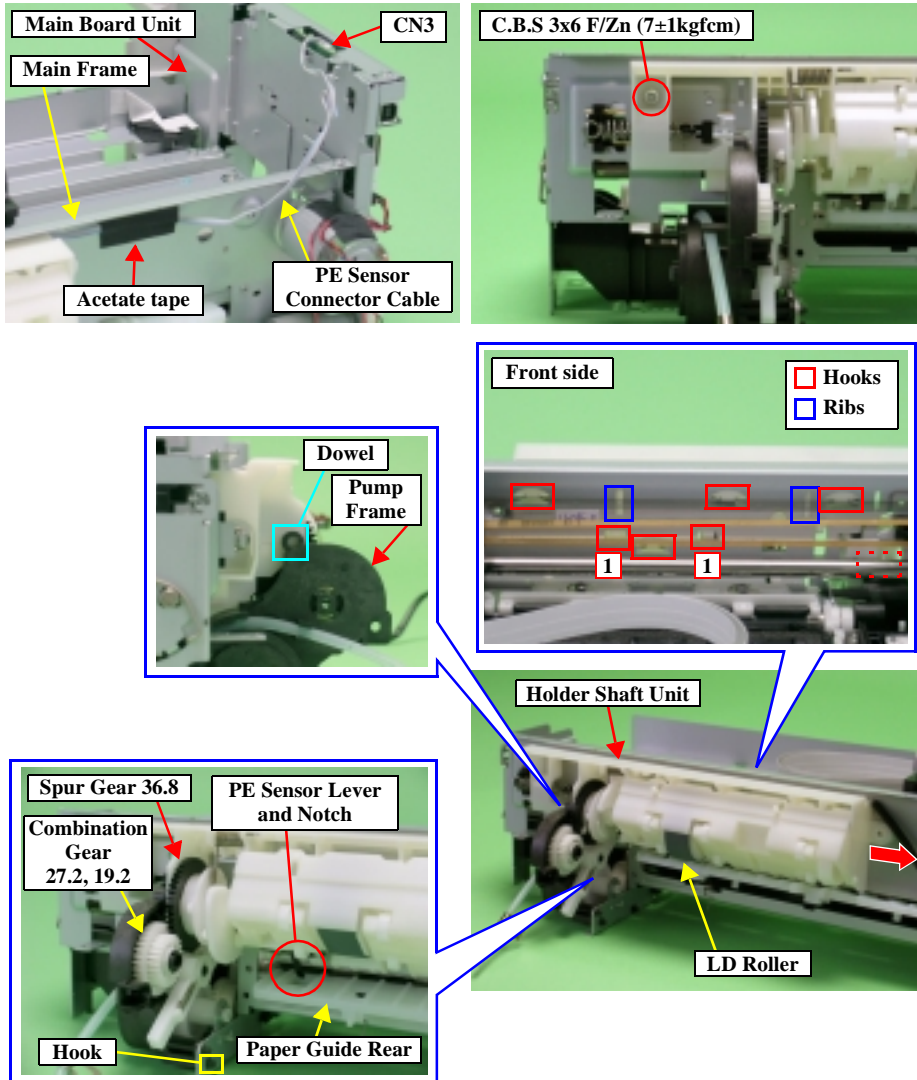 Main Board Unit
CN3
Main Frame
Acetate tape
PE Sensor
Connector Cable
C.B.S 3x6 F/Zn (7±1kgfcm)
Front side
Hooks
Ribs
1
1
Dowel
Pump
Frame
Holder Shaft Unit
LD Roller
Spur Gear 36.8
PE Sensor Lever
and Notch
Combination
Gear
27.2, 19.2
Hook
Paper Guide Rear